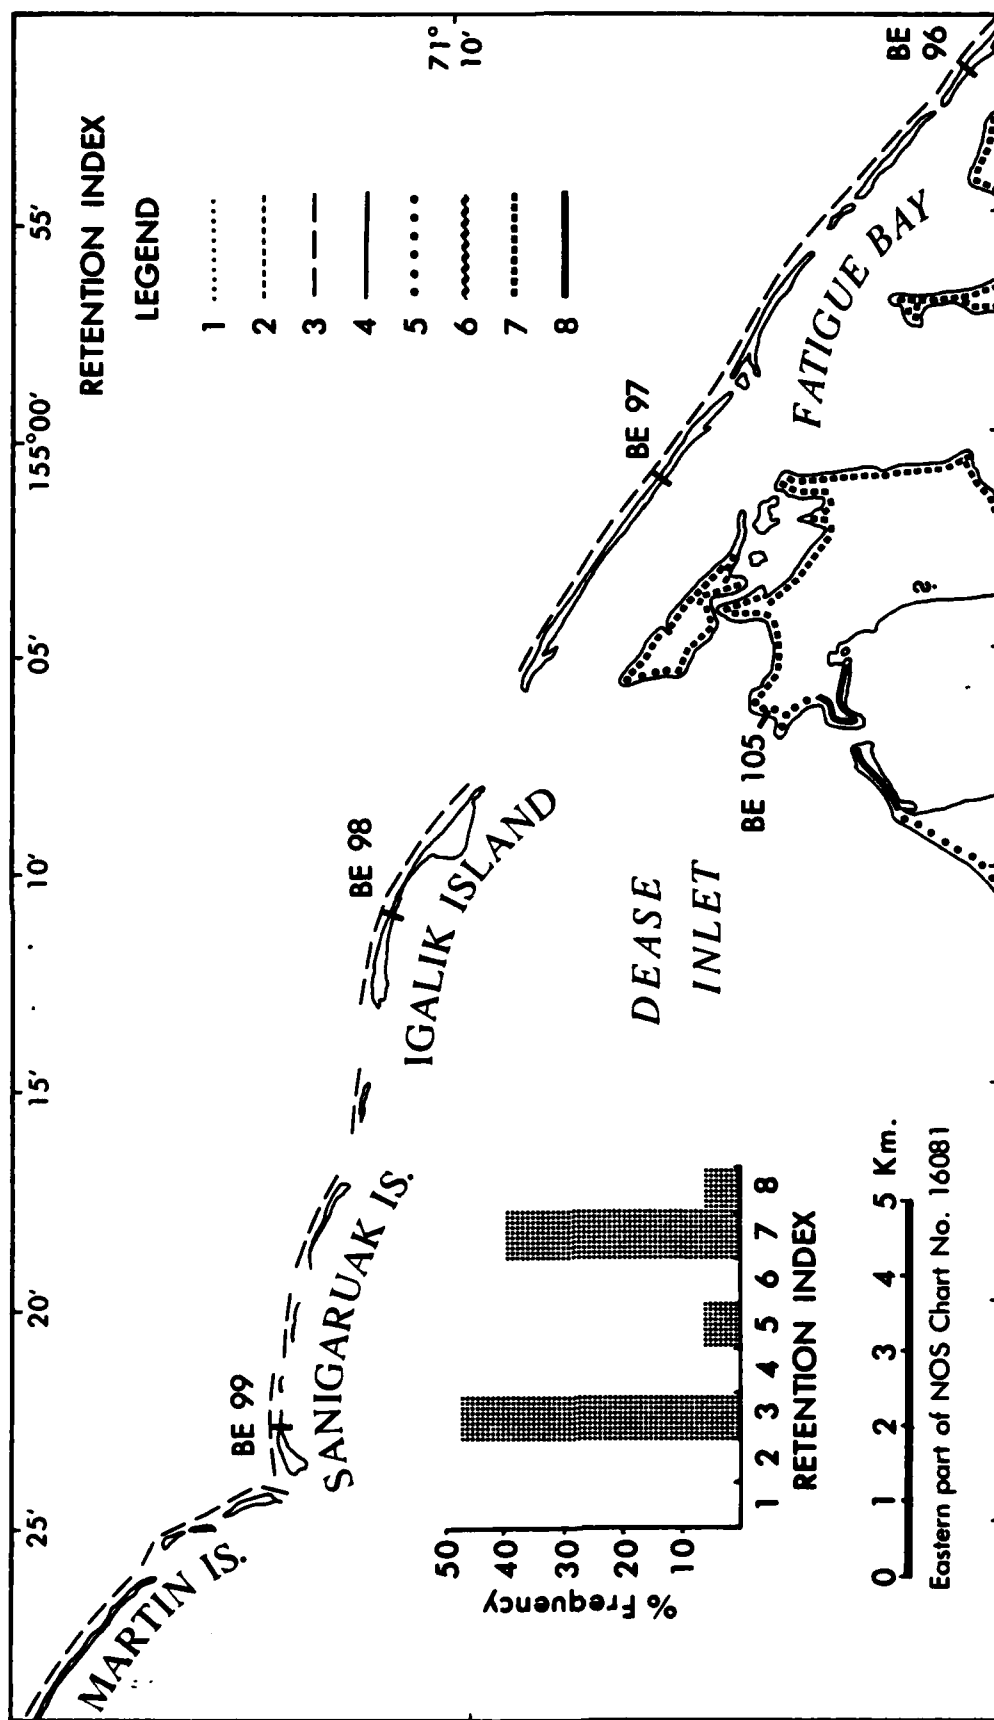 25′ 20′ 15′ 10′ 05′ 155°00′ 55′
RETENTION INDEX
LEGEND
1
2
3
4
5
6
7
8
71°
10′
MARTIN IS.
BE 99
SANIGARUAK IS.
BE 98
IGALIK ISLAND
BE 97
BE 96
FATIGUE BAY
DEASE
INLET
BE 105
% Frequency
50
40
30
20
10
1 2 3 4 5 6 7 8
RETENTION INDEX
0 1 2 3 4 5 Km.
Eastern part of NOS Chart No. 16081